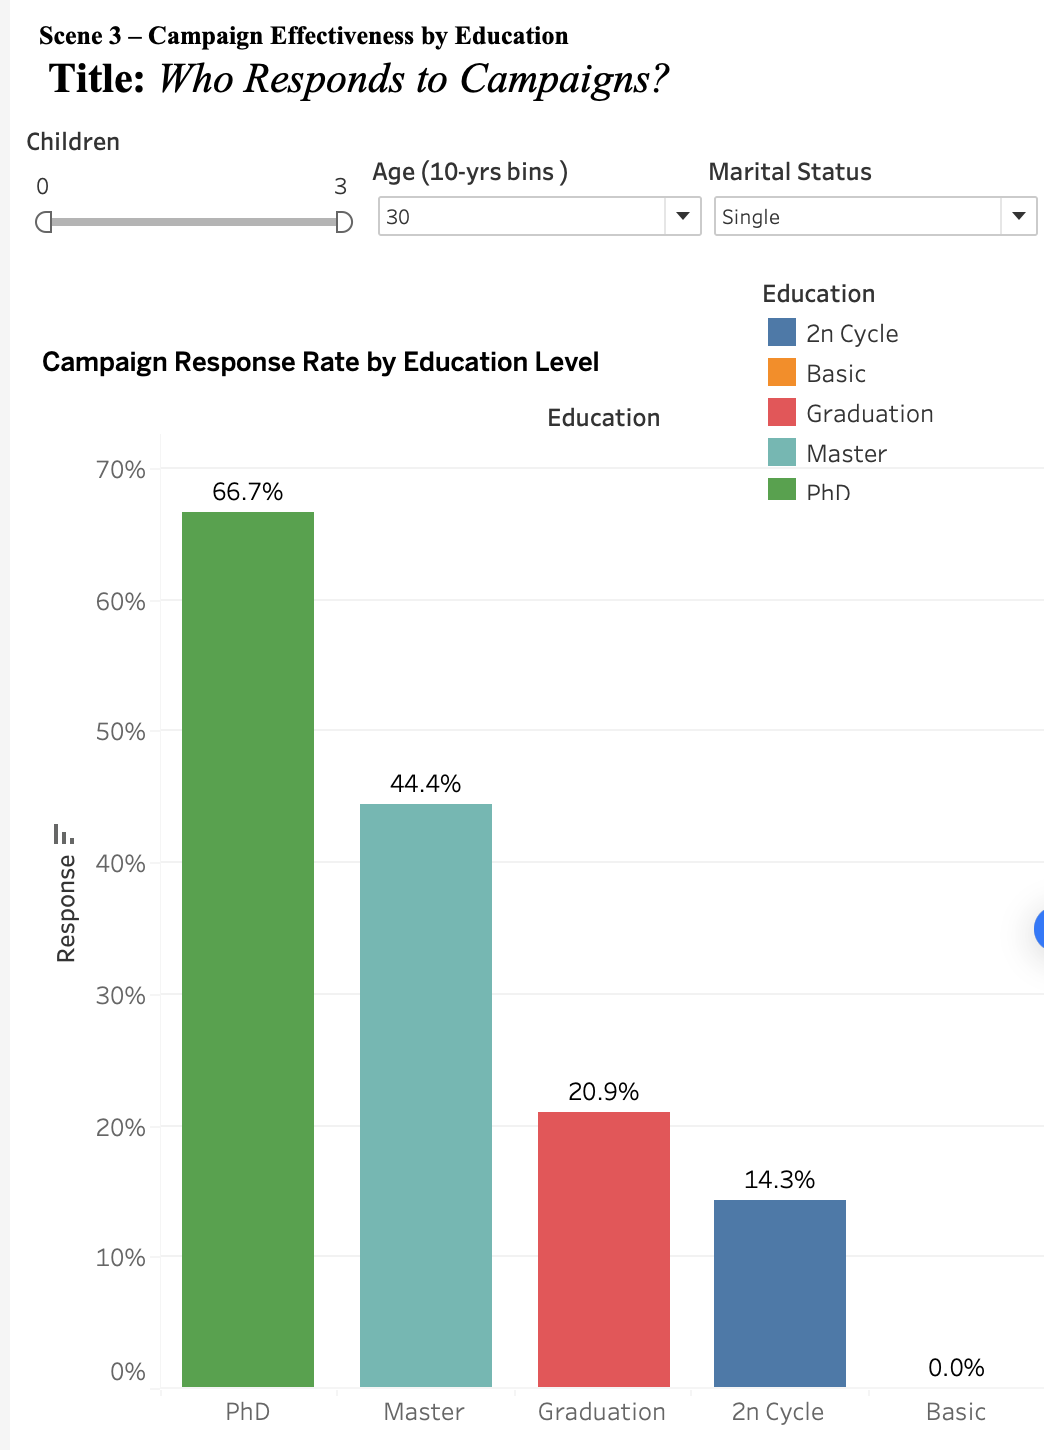 Scene 3 – Campaign Effectiveness by Education
Title: Who Responds to Campaigns?
Children
0 3
Age (10-yrs bins )
30
Marital Status
Single
Education
2n Cycle
Basic
Graduation
Master
PhD
Campaign Response Rate by Education Level
Education
70%
60%
50%
40%
30%
20%
10%
0%
Response
66.7%
44.4%
20.9%
14.3%
0.0%
PhD Master Graduation 2n Cycle Basic